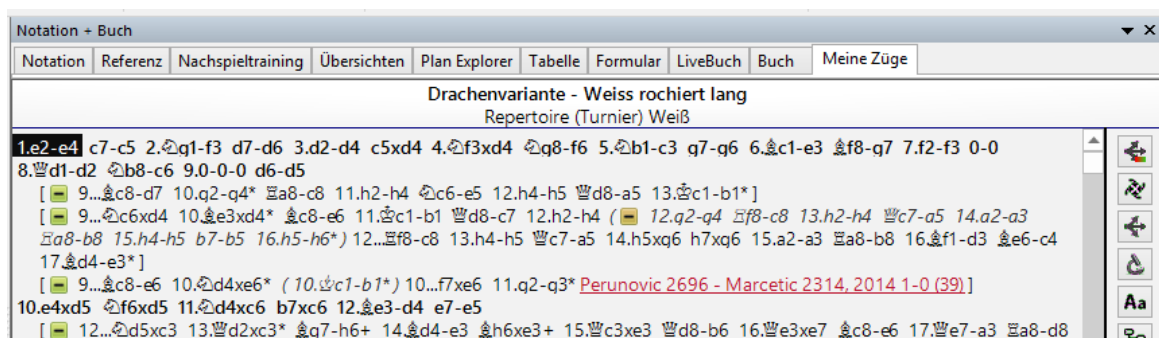 Notation + Buch
Notation Referenz Nachspieltraining Übersichten Plan Explorer Tabelle Formular LiveBuch Buch Meine Züge
Drachenvariante - Weiss rochiert lang
Repertoire (Turnier) Weiß
1.e2-e4 c7-c5 2.♘g1-f3 d7-d6 3.d2-d4 c5xd4 4.♘f3xd4 ♘g8-f6 5.♘b1-c3 g7-g6 6.♗c1-e3 ♗f8-g7 7.f2-f3 0-0
8.♕d1-d2 ♘b8-c6 9.0-0-0 d6-d5
[ 9...♗c8-d7 10.g2-g4* ♖a8-c8 11.h2-h4 ♘c6-e5 12.h4-h5 ♕d8-a5 13.♔c1-b1* ]
[ 9...♘c6xd4 10.♗e3xd4* ♗c8-e6 11.♔c1-b1 ♕d8-c7 12.h2-h4 ( 12.g2-g4 ♖f8-c8 13.h2-h4 ♕c7-a5 14.a2-a3
♖a8-b8 15.h4-h5 b7-b5 16.h5-h6* ) 12...♖f8-c8 13.h4-h5 ♕c7-a5 14.h5xg6 h7xg6 15.a2-a3 ♖a8-b8 16.♗f1-d3 ♗e6-c4
17.♗d4-e3* ]
[ 9...♗c8-e6 10.♘d4xe6* ( 10.♔c1-b1* ) 10...f7xe6 11.g2-g3* Perunovic 2696 - Marcetic 2314, 2014 1-0 (39) ]
10.e4xd5 ♘f6xd5 11.♘d4xc6 b7xc6 12.♗e3-d4 e7-e5
[ 12...♘d5xc3 13.♕d2xc3* ♗g7-h6+ 14.♗d4-e3 ♗h6xe3+ 15.♕c3xe3 ♕d8-b6 16.♕e3xe7 ♗c8-e6 17.♕e7-a3 ♖a8-d8
Aa